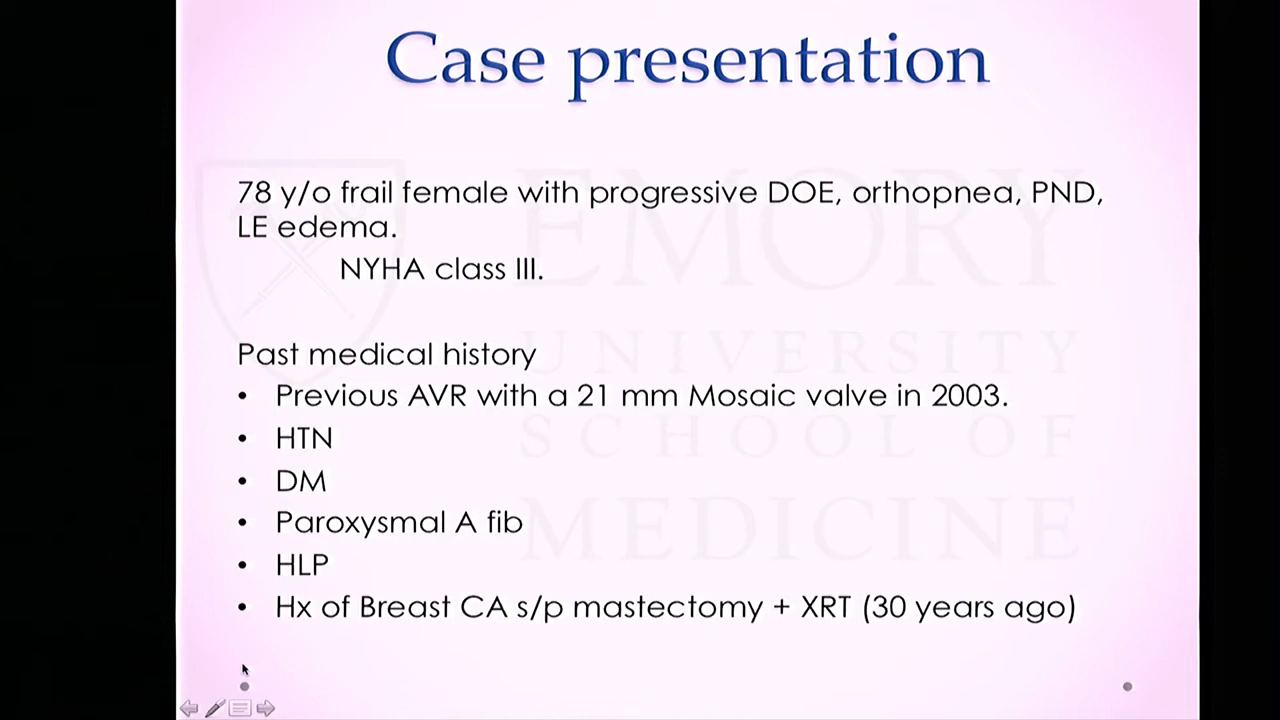 Case presentation
78 y/o frail female with progressive DOE, orthopnea, PND,
LE edema.
NYHA class III.
Past medical history
• Previous AVR with a 21 mm Mosaic valve in 2003.
• HTN
• DM
• Paroxysmal A fib
• HLP
• Hx of Breast CA s/p mastectomy + XRT (30 years ago)
EMORY
UNIVERSITY
SCHOOL OF
MEDICINE